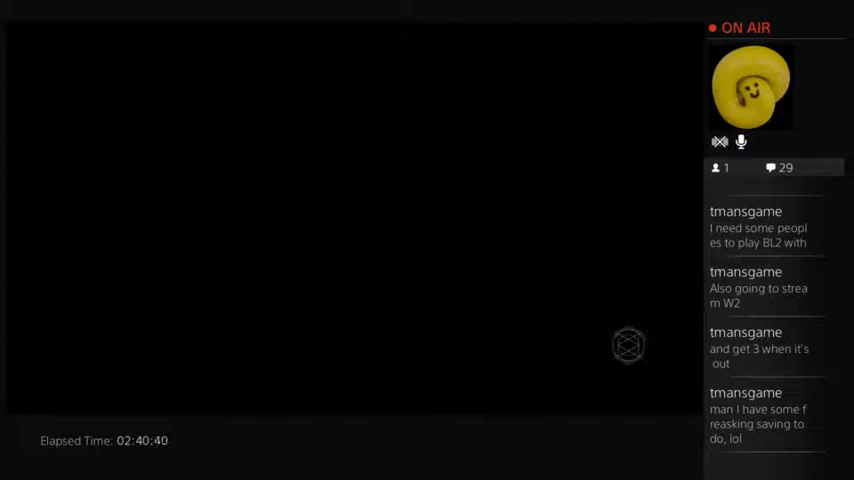 ON AIR
1
29
tmansgame
I need some peopl
es to play BL2 with
tmansgame
Also going to strea
m W2
tmansgame
and get 3 when it's
out
tmansgame
man I have some f
reasking saving to
do, lol
Elapsed Time: 02:40:40